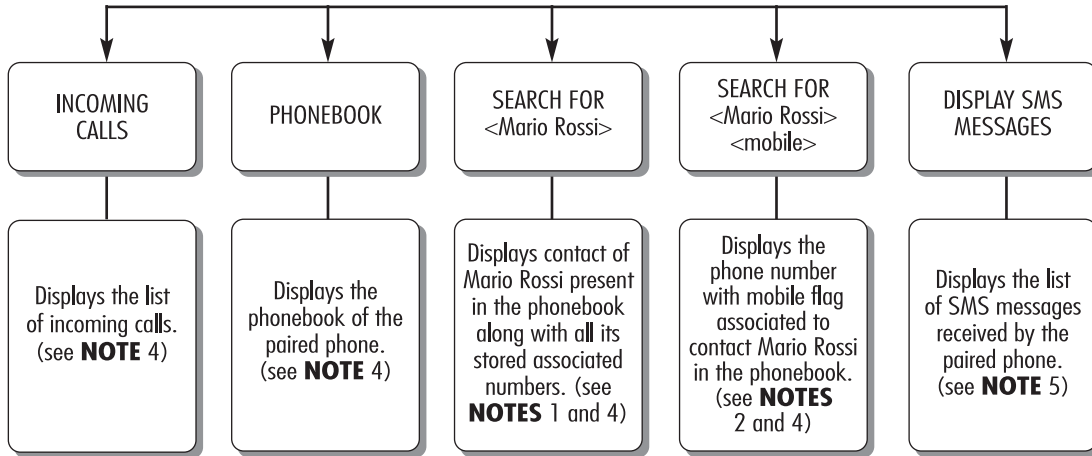 INCOMING
CALLS
PHONEBOOK
SEARCH FOR
<Mario Rossi>
SEARCH FOR
<Mario Rossi>
<mobile>
DISPLAY SMS
MESSAGES
Displays the list
of incoming calls.
(see NOTE 4)
Displays the
phonebook of the
paired phone.
(see NOTE 4)
Displays contact of
Mario Rossi present
in the phonebook
along with all its
stored associated
numbers. (see
NOTES 1 and 4)
Displays the
phone number
with mobile flag
associated to
contact Mario Rossi
in the phonebook.
(see NOTES
2 and 4)
Displays the list
of SMS messages
received by the
paired phone.
(see NOTE 5)